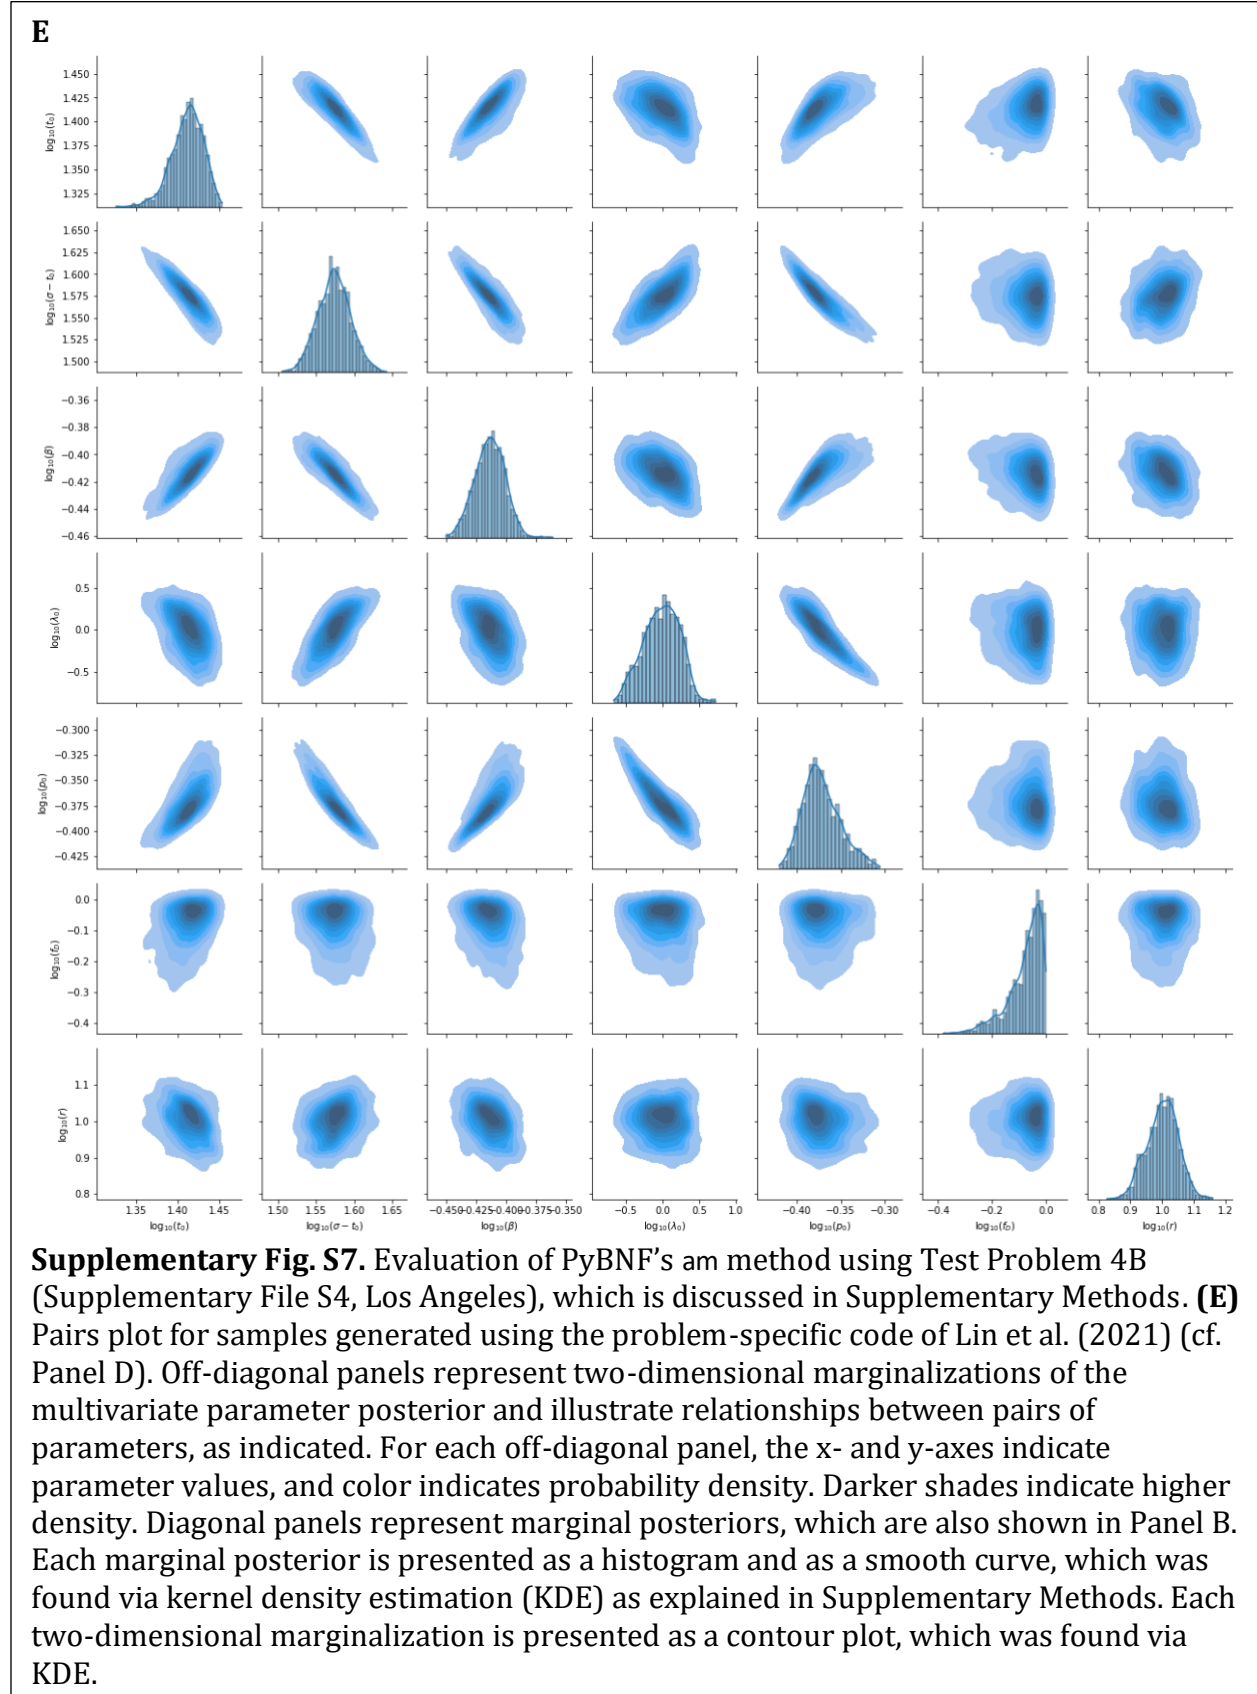 E
1.450
1.425
1.400
1.375
1.350
1.325
log₁₀(t₀)
1.650
1.625
1.600
1.575
1.550
1.525
1.500
log₁₀(σ − t₀)
−0.36
−0.38
−0.40
−0.42
−0.44
−0.46
log₁₀(β)
0.5
0.0
−0.5
log₁₀(λ₀)
−0.300
−0.325
−0.350
−0.375
−0.400
−0.425
log₁₀(p₀)
0.0
−0.1
−0.2
−0.3
−0.4
log₁₀(f_D)
1.1
1.0
0.9
0.8
log₁₀(r)
1.35 1.40 1.45 1.50 1.55 1.60 1.65 −0.450 −0.425 −0.400 −0.375 −0.350 −0.5 0.0 0.5 1.0 −0.40 −0.35 −0.30 −0.4 −0.2 0.0 0.8 0.9 1.0 1.1 1.2
log₁₀(t₀) log₁₀(σ − t₀) log₁₀(β) log₁₀(λ₀) log₁₀(p₀) log₁₀(f_D) log₁₀(r)
Supplementary Fig. S7. Evaluation of PyBNF's am method using Test Problem 4B
(Supplementary File S4, Los Angeles), which is discussed in Supplementary Methods. (E)
Pairs plot for samples generated using the problem-specific code of Lin et al. (2021) (cf.
Panel D). Off-diagonal panels represent two-dimensional marginalizations of the
multivariate parameter posterior and illustrate relationships between pairs of
parameters, as indicated. For each off-diagonal panel, the x- and y-axes indicate
parameter values, and color indicates probability density. Darker shades indicate higher
density. Diagonal panels represent marginal posteriors, which are also shown in Panel B.
Each marginal posterior is presented as a histogram and as a smooth curve, which was
found via kernel density estimation (KDE) as explained in Supplementary Methods. Each
two-dimensional marginalization is presented as a contour plot, which was found via
KDE.